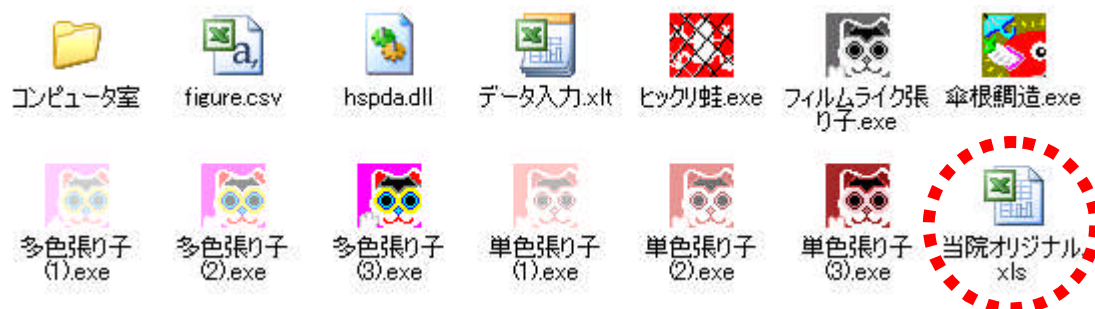 コンピュータ室
figure.csv
hspda.dll
データ入力.xlt
ヒックリ蛙.exe
フィルムライク張
り子.exe
傘根鯛造.exe
多色張り子
(1).exe
多色張り子
(2).exe
多色張り子
(3).exe
単色張り子
(1).exe
単色張り子
(2).exe
単色張り子
(3).exe
当院オリジナル.
xls